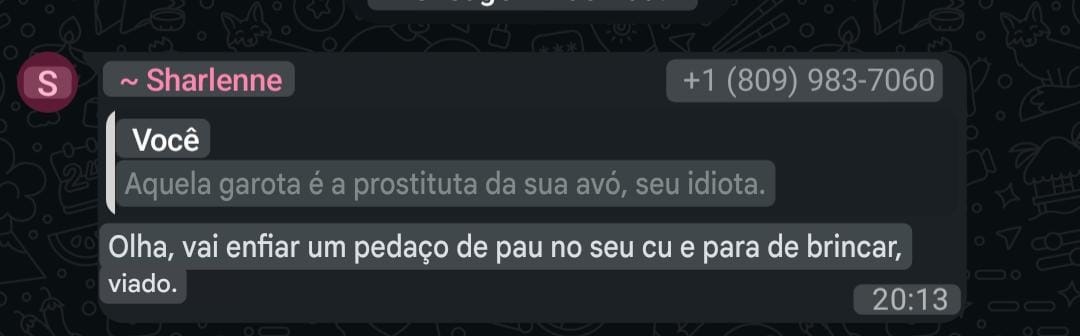 S
~ Sharlenne
+1 (809) 983-7060
Você
Aquela garota é a prostituta da sua avó, seu idiota.
Olha, vai enfiar um pedaço de pau no seu cu e para de brincar,
viado.
20:13